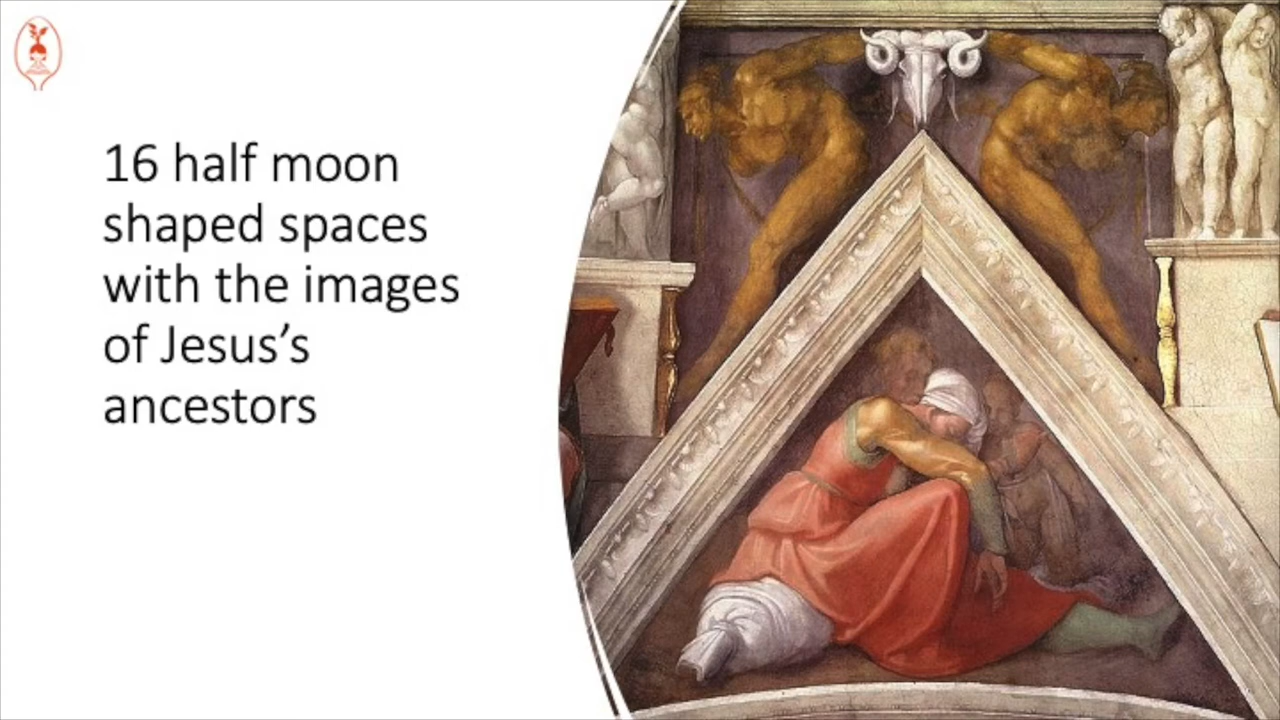 16 half moon
shaped spaces
with the images
of Jesus’s
ancestors